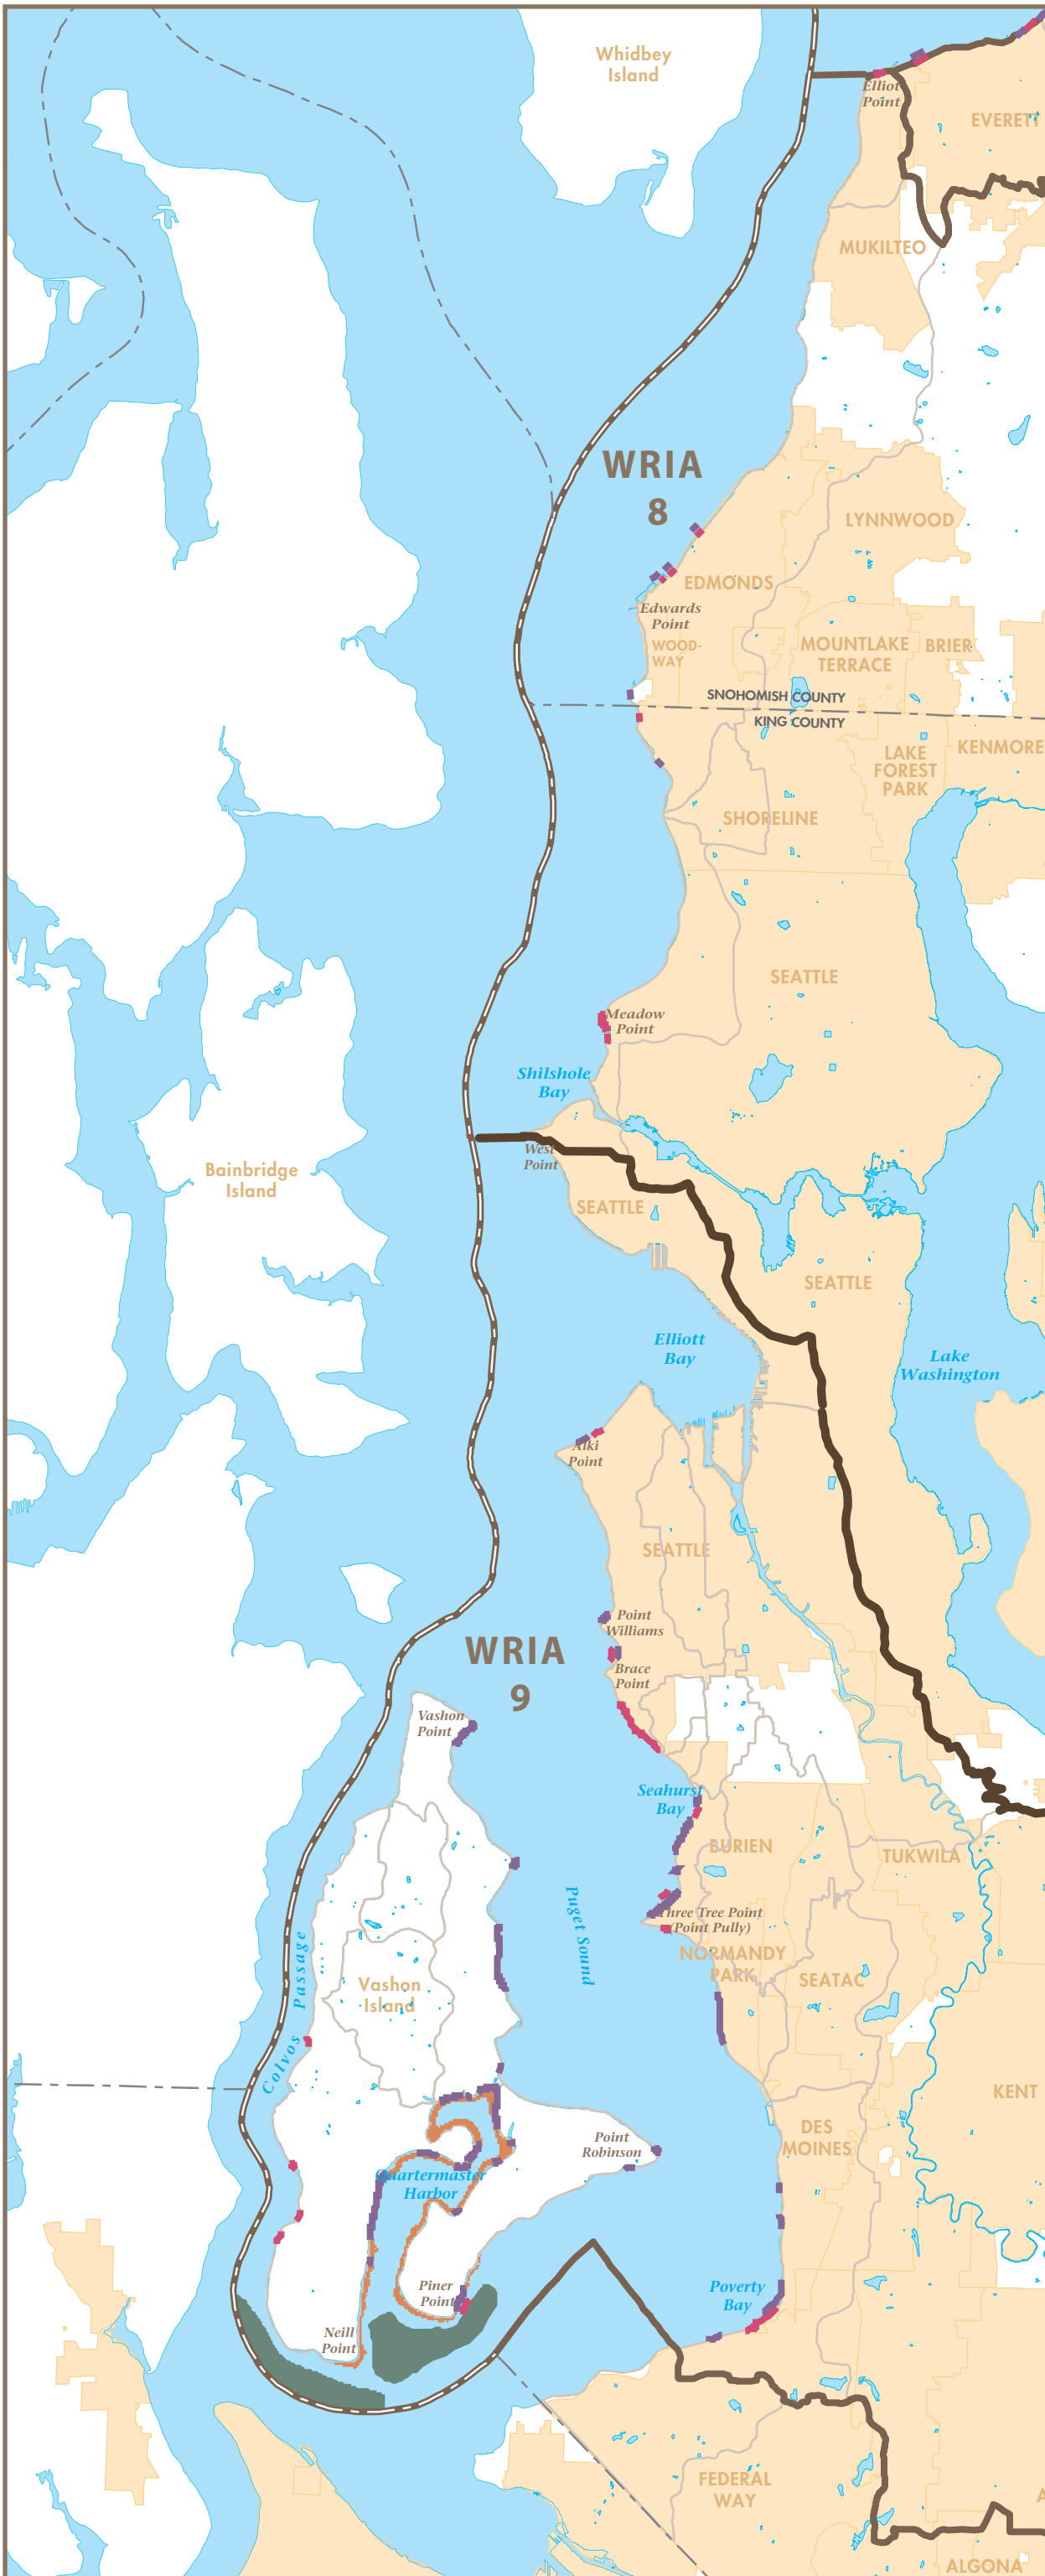 Whidbey
Island
Elliot
Point
EVERETT
MUKILTEO
WRIA
8
LYNNWOOD
EDMONDS
Edwards
Point
WOOD-
WAY
MOUNTLAKE
TERRACE
BRIER
SNOHOMISH COUNTY
KING COUNTY
LAKE
FOREST
PARK
KENMORE
SHORELINE
SEATTLE
Meadow
Point
Shilshole
Bay
West
Point
Bainbridge
Island
SEATTLE
SEATTLE
Elliott
Bay
Lake
Washington
Alki
Point
SEATTLE
Point
Williams
WRIA
9
Brace
Point
Vashon
Point
Seahurst
Bay
BURIEN
TUKWILA
Puget Sound
Three Tree Point
(Point Pully)
NORMANDY
PARK
SEATAC
Vashon
Island
Colvos Passage
KENT
DES
MOINES
Point
Robinson
Quartermaster
Harbor
Piner
Point
Poverty
Bay
Neill
Point
FEDERAL
WAY
A
ALGONA